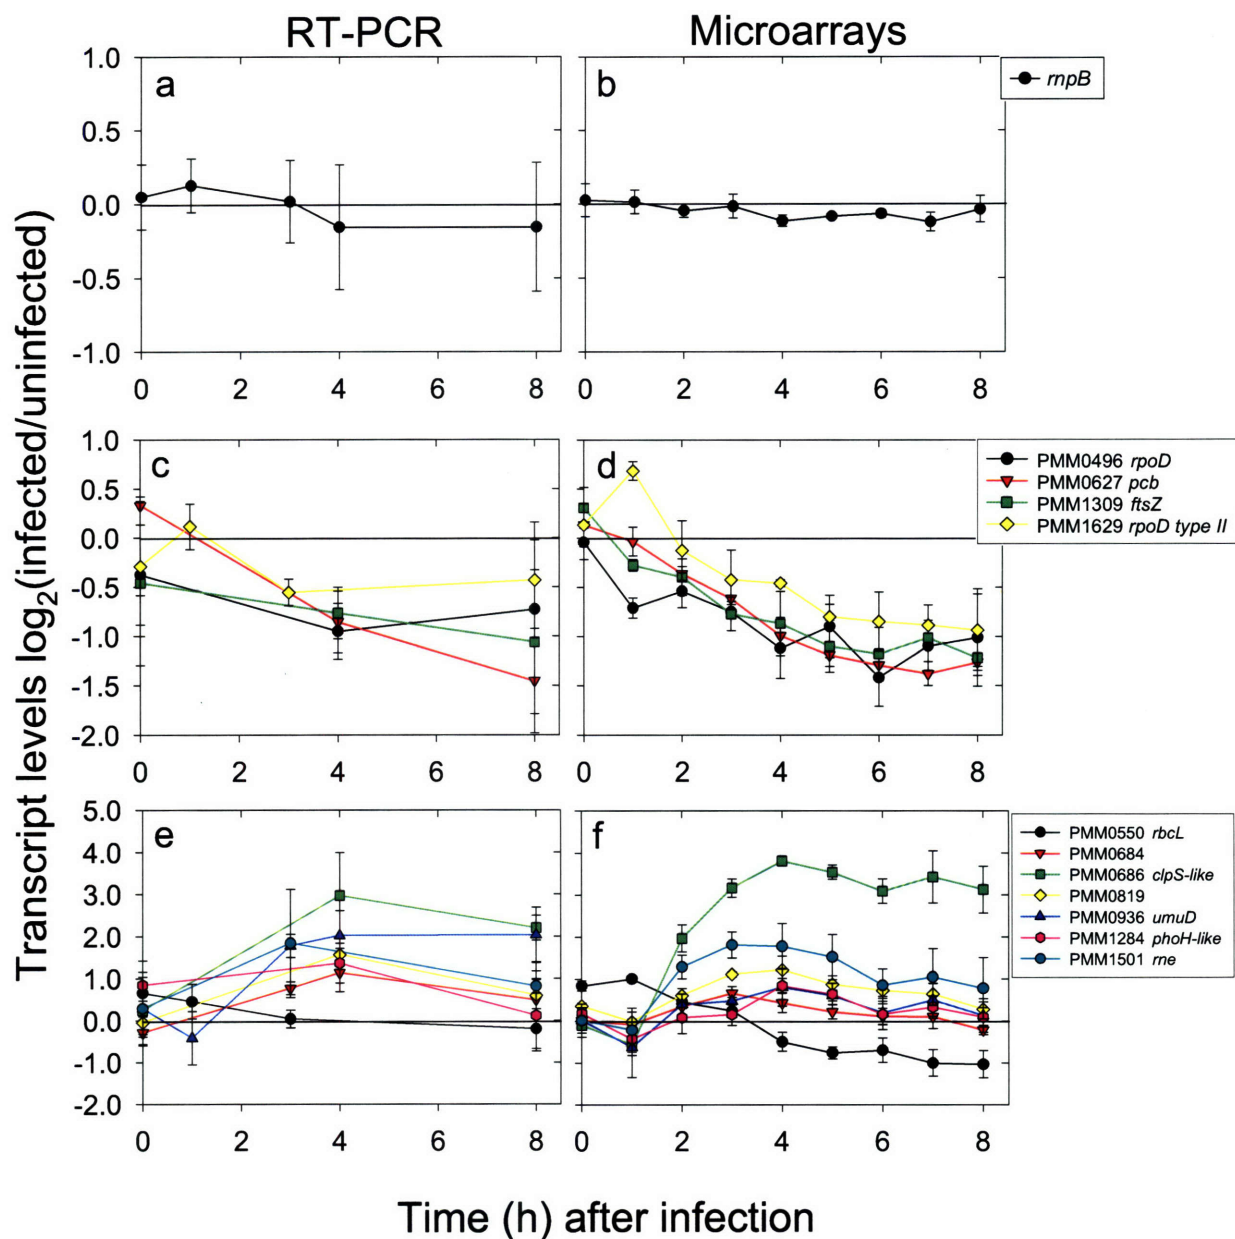 RT-PCR
Microarrays
Transcript levels log2(infected/uninfected)
a
1.0
0.5
0.0
-0.5
-1.0
0 2 4 6 8
b
0 2 4 6 8
rnpB
c
1.0
0.5
0.0
-0.5
-1.0
-1.5
-2.0
0 2 4 6 8
d
0 2 4 6 8
PMM0496 rpoD
PMM0627 pcb
PMM1309 ftsZ
PMM1629 rpoD type II
e
5.0
4.0
3.0
2.0
1.0
0.0
-1.0
-2.0
0 2 4 6 8
f
0 2 4 6 8
PMM0550 rbcL
PMM0684
PMM0686 clpS-like
PMM0819
PMM0936 umuD
PMM1284 phoH-like
PMM1501 rne
Time (h) after infection